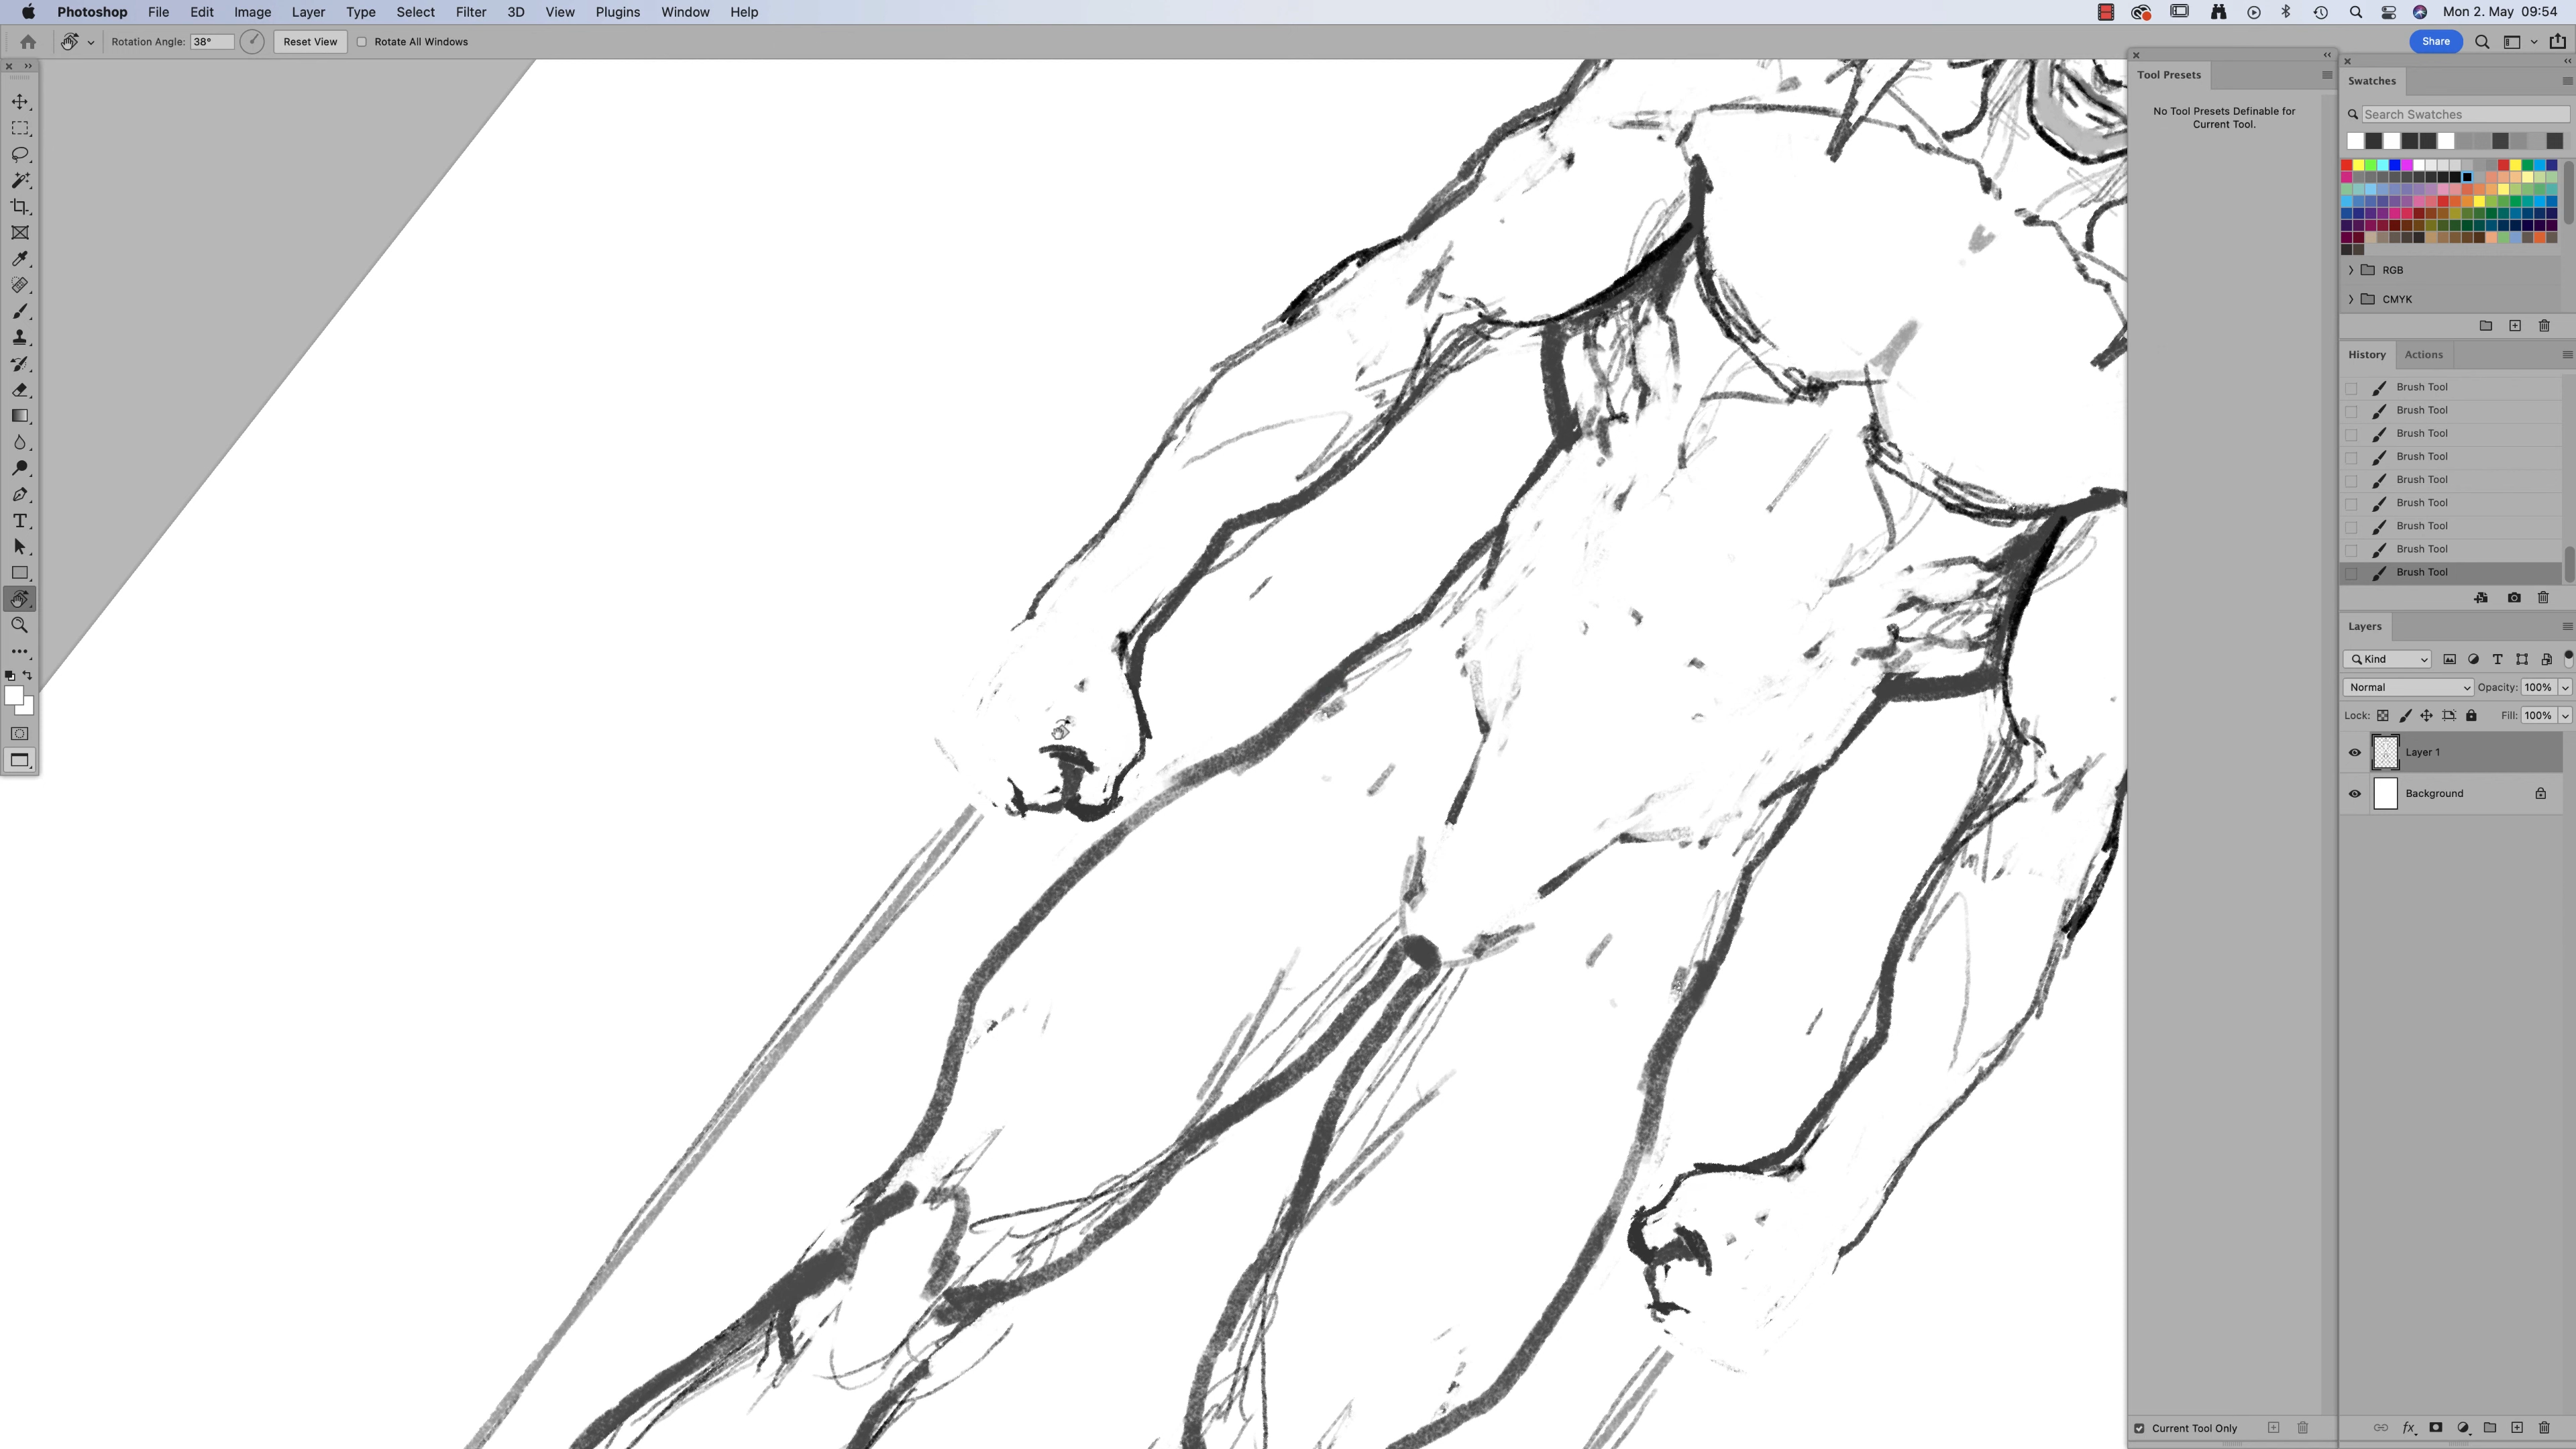 Photoshop File Edit Image Layer Type Select Filter 3D View Plugins Window Help Mon 2. May 09:54
Rotation Angle: 38° Reset View Rotate All Windows Share
Tool Presets
No Tool Presets Definable for
Current Tool.
Current Tool Only
Swatches
Search Swatches
RGB
CMYK
History Actions
Brush Tool
Brush Tool
Brush Tool
Brush Tool
Brush Tool
Brush Tool
Brush Tool
Brush Tool
Brush Tool
Layers
Kind
Normal Opacity: 100%
Lock: Fill: 100%
Layer 1
Background